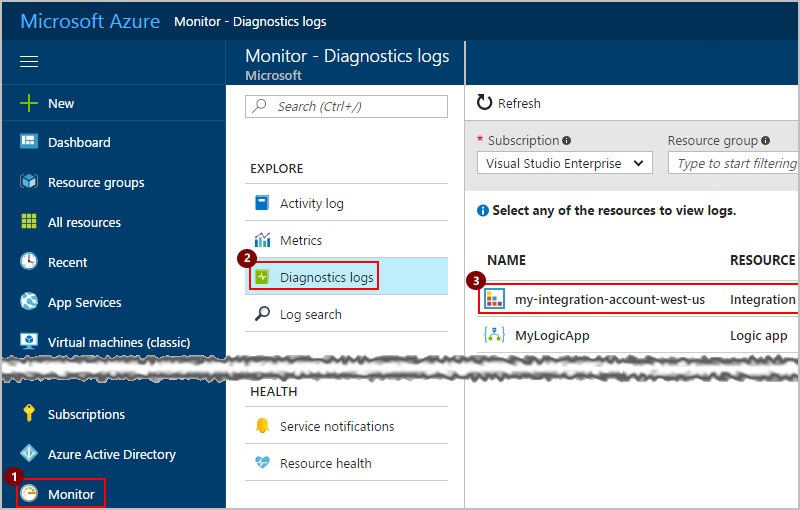 Microsoft Azure Monitor - Diagnostics logs
New
Dashboard
Resource groups
All resources
Recent
App Services
Virtual machines (classic)
Subscriptions
Azure Active Directory
1
Monitor
Monitor - Diagnostics logs
Microsoft
Search (Ctrl+/)
EXPLORE
Activity log
Metrics
2
Diagnostics logs
Log search
HEALTH
Service notifications
Resource health
Refresh
* Subscription Resource group
Visual Studio Enterprise Type to start filtering
Select any of the resources to view logs.
NAME RESOURCE
3
my-integration-account-west-us Integration
MyLogicApp Logic app